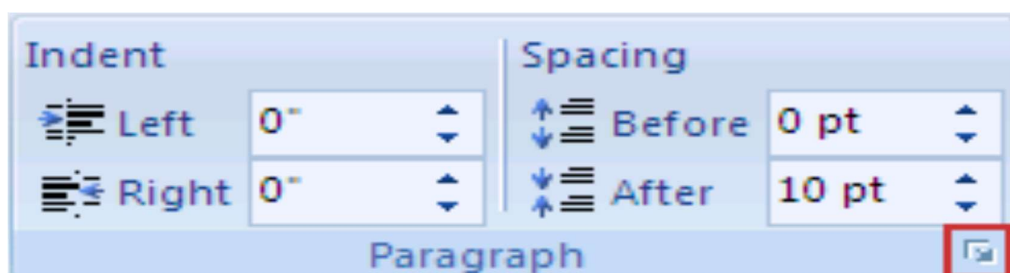 Indent Spacing
Left 0" Before 0 pt
Right 0" After 10 pt
Paragraph